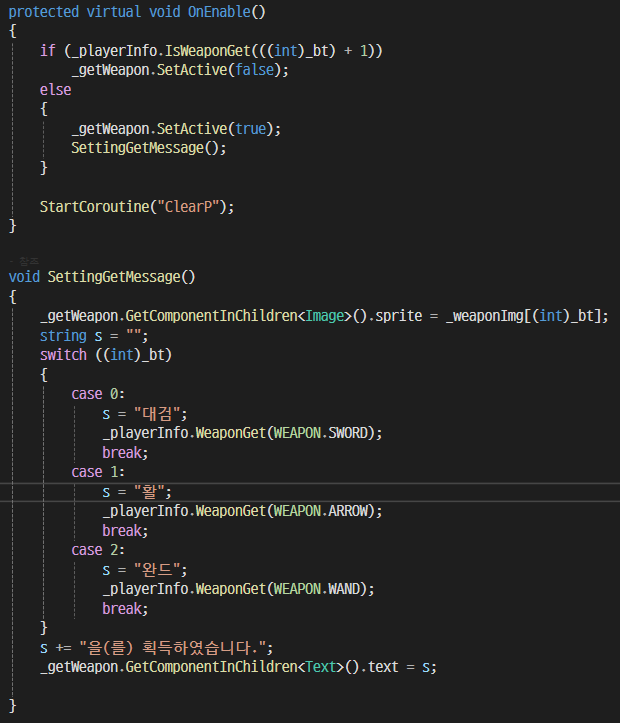 protected virtual void OnEnable()
{
if (_playerInfo.IsWeaponGet(((int)_bt) + 1))
_getWeapon.SetActive(false);
else
{
_getWeapon.SetActive(true);
SettingGetMessage();
}
StartCoroutine("ClearP");
}
void SettingGetMessage()
{
_getWeapon.GetComponentInChildren<Image>().sprite = _weaponImg[(int)_bt];
string s = "";
switch ((int)_bt)
{
case 0:
s = "대검";
_playerInfo.WeaponGet(WEAPON.SWORD);
break;
case 1:
s = "활";
_playerInfo.WeaponGet(WEAPON.ARROW);
break;
case 2:
s = "완드";
_playerInfo.WeaponGet(WEAPON.WAND);
break;
}
s += "을(를) 획득하였습니다.";
_getWeapon.GetComponentInChildren<Text>().text = s;
}